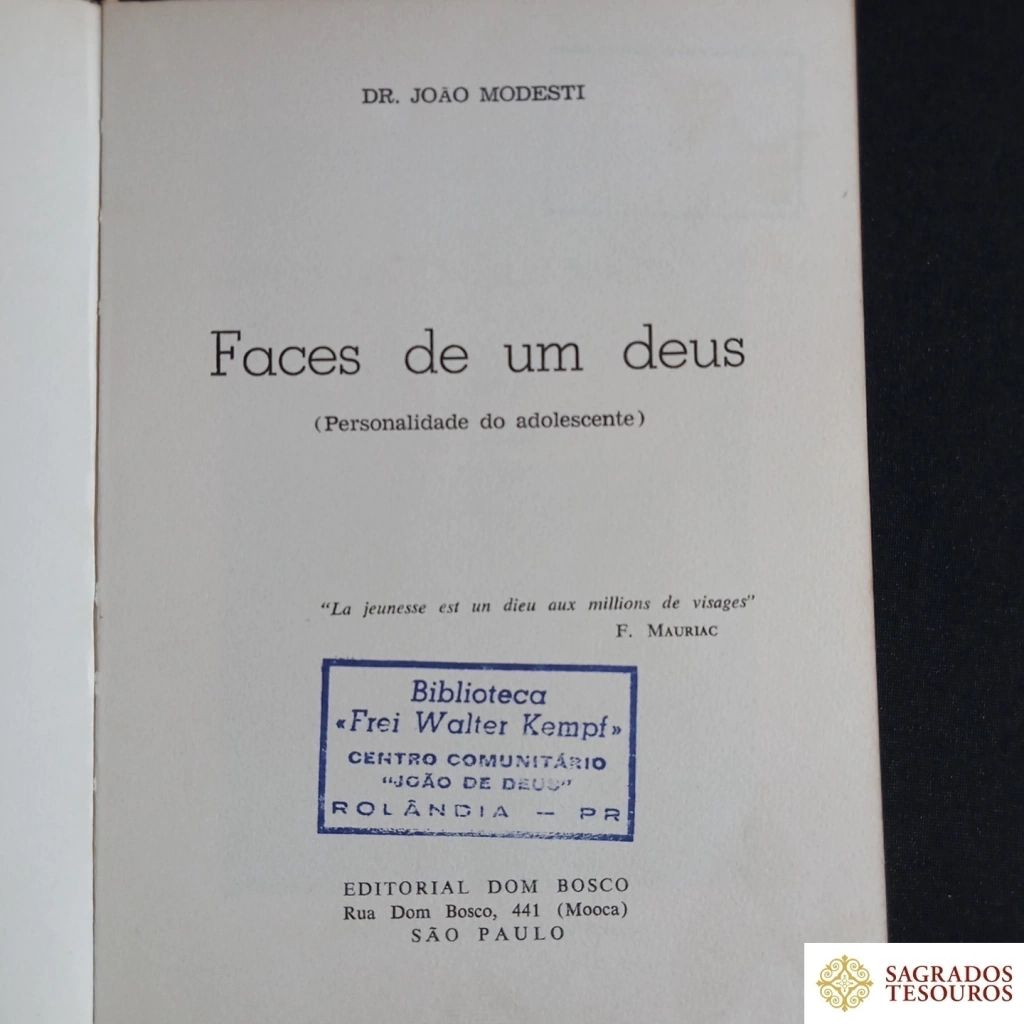 DR. JOÃO MODESTI
Faces de um deus
(Personalidade do adolescente)
“La jeunesse est un dieu aux millions de visages”
F. MAURIAC
Biblioteca
«Frei Walter Kempf»
CENTRO COMUNITÁRIO
“JOÃO DE DEUS”
ROLÂNDIA — PR
EDITORIAL DOM BOSCO
Rua Dom Bosco, 441 (Mooca)
SÃO PAULO
SAGRADOS
TESOUROS